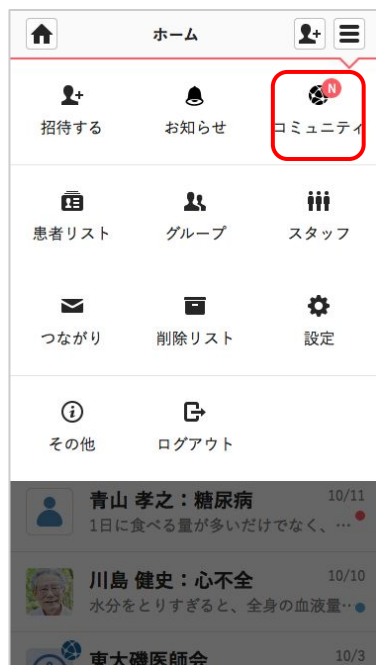 ホーム
N
招待する
お知らせ
コミュニティ
患者リスト
グループ
スタッフ
つながり
削除リスト
設定
その他
ログアウト
青山 孝之：糖尿病 10/11
1日に食べる量が多いだけでなく、…
川島 健史：心不全 10/10
水分をとりすぎると、全身の血液量…
東大磯医師会 10/3